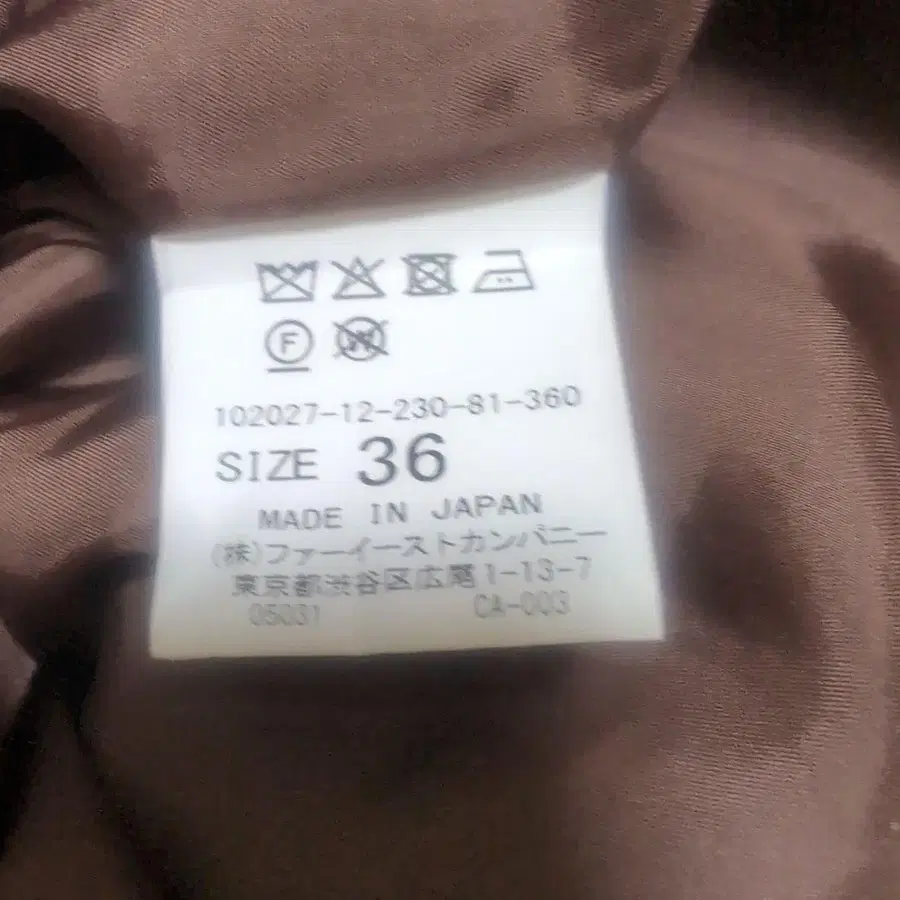 F W
102027-12-230-81-360
SIZE 36
MADE IN JAPAN
(株)ファーイーストカンパニー
東京都渋谷区広尾1-13-7
05031 CA-003